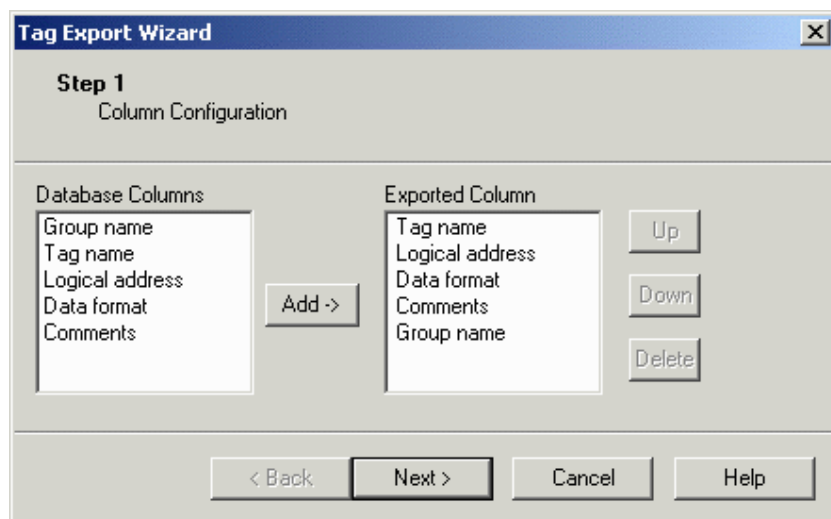 Tag Export Wizard
Step 1
Column Configuration
Database Columns
Group name
Tag name
Logical address
Data format
Comments
Add ->
Exported Column
Tag name
Logical address
Data format
Comments
Group name
Up
Down
Delete
< Back
Next >
Cancel
Help